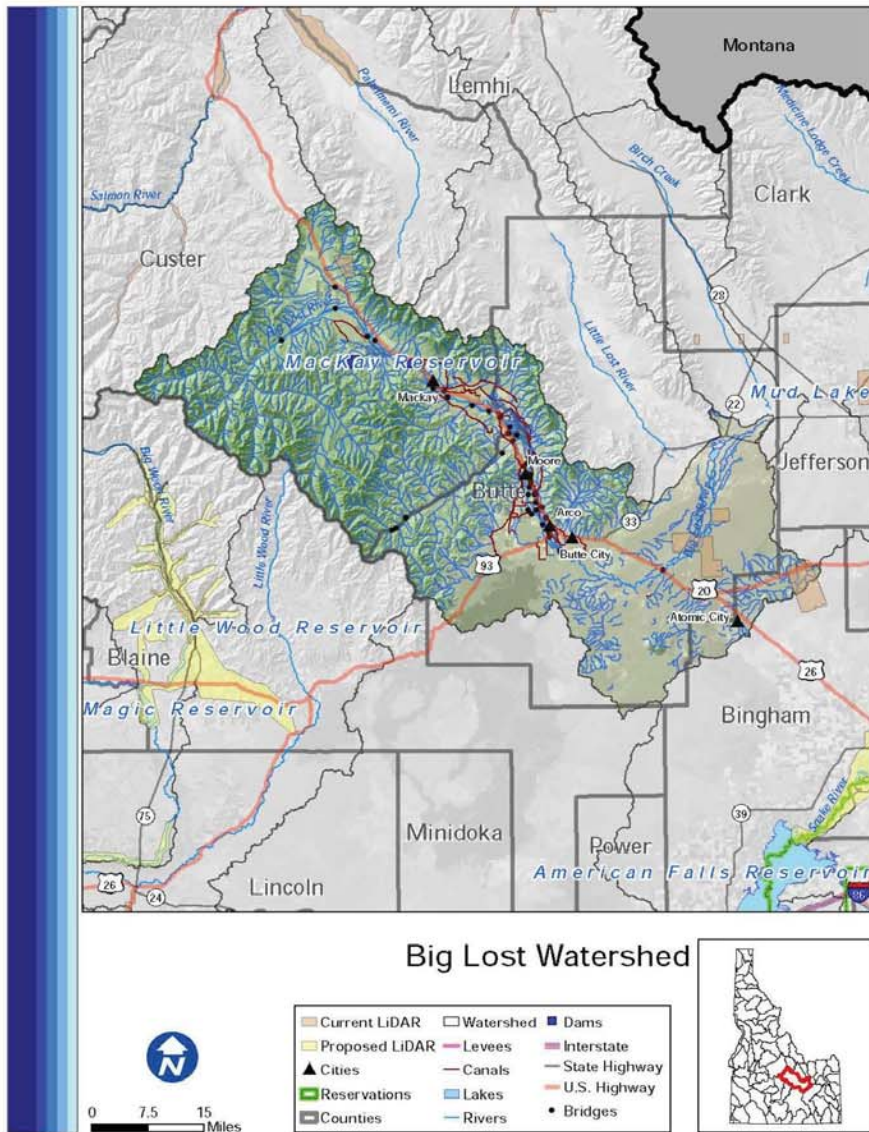 Montana
Lemhi
Pahsimeroi River
Medicine Lodge Creek
Birch Creek
Clark
Salmon River
Custer
28
Little Lost River
MacKay Reservoir
Mud Lake
22
Mackay
Big Wood River
Moore
Jefferson
Butte
Little Wood River
Arco
33
Butte City
93
20
Atomic City
Little Wood Reservoir
Blaine
26
Magic Reservoir
Bingham
75
Minidoka
39
Snake River
Power
American Falls Reservoir
26
24
Lincoln
86
Big Lost Watershed
Current LiDAR
Proposed LiDAR
Cities
Reservations
Counties
Watershed
Levees
Canals
Lakes
Rivers
Dams
Interstate
State Highway
U.S. Highway
Bridges
N
0 7.5 15
Miles